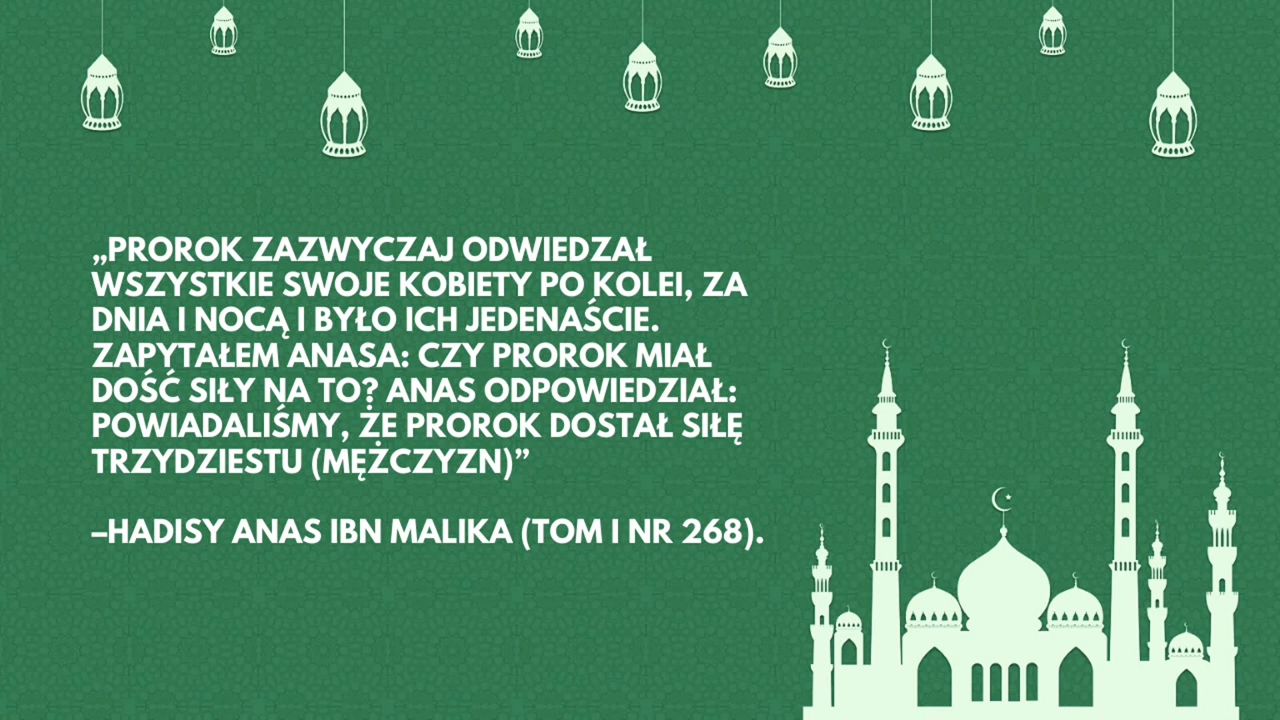 „PROROK ZAZWYCZAJ ODWIEDZAŁ
WSZYSTKIE SWOJE KOBIETY PO KOLEI, ZA
DNIA I NOCĄ I BYŁO ICH JEDENAŚCIE.
ZAPYTAŁEM ANASA: CZY PROROK MIAŁ
DOŚĆ SIŁY NA TO? ANAS ODPOWIEDZIAŁ:
POWIADALIŚMY, ŻE PROROK DOSTAŁ SIŁĘ
TRZYDZIESTU (MĘŻCZYZN)”
–HADISY ANAS IBN MALIKA (TOM I NR 268).